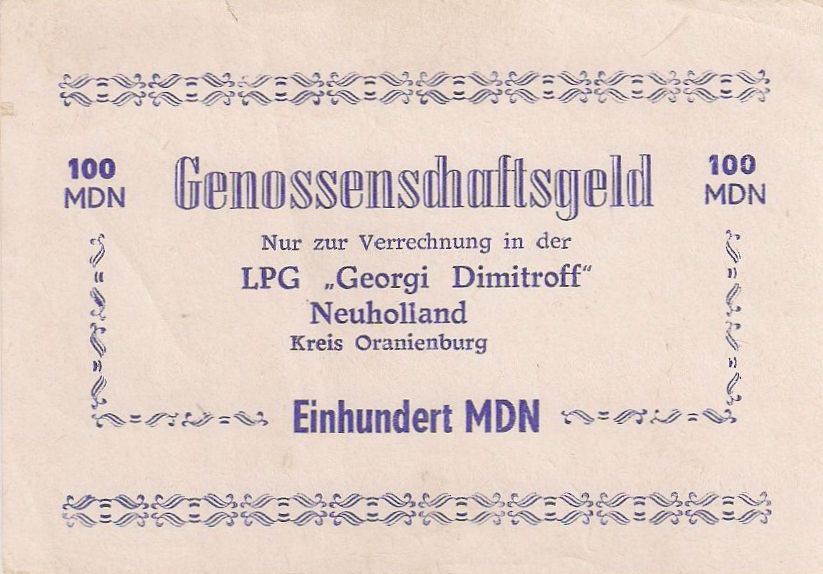 100 MDN
Genossenschaftsgeld
100 MDN
Nur zur Verrechnung in der
LPG „Georgi Dimitroff“
Neuholland
Kreis Oranienburg
Einhundert MDN